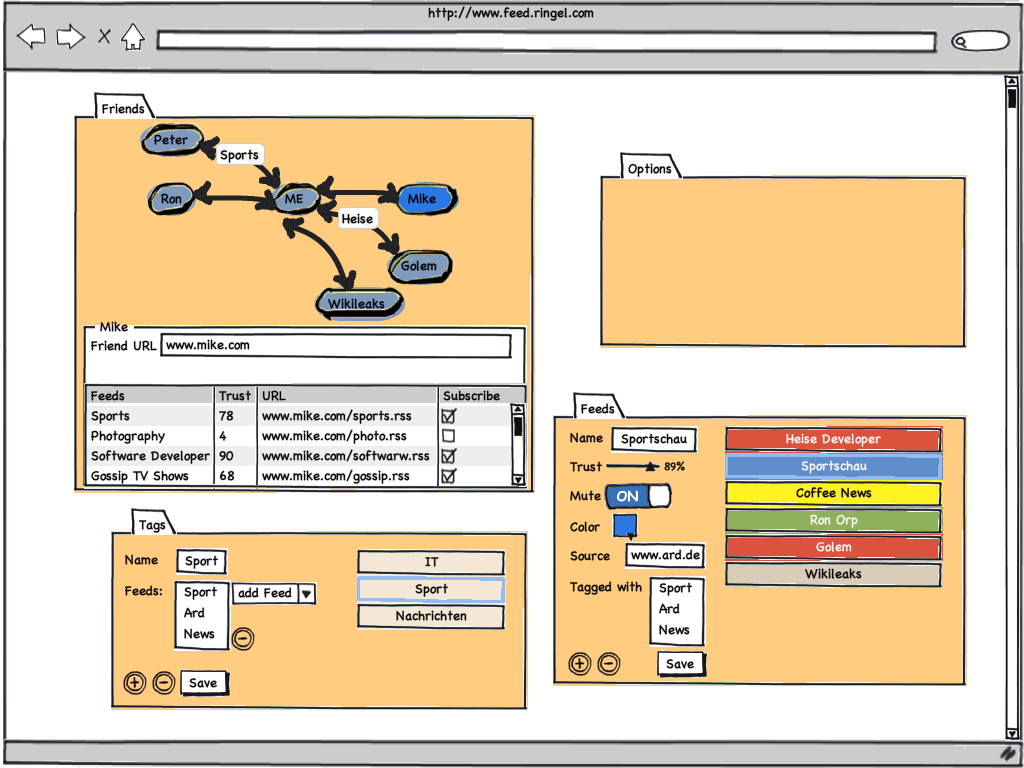 http://www.feed.ringel.com
Friends
Peter
Sports
Ron
ME
Mike
Heise
Golem
Wikileaks
Mike
Friend URL www.mike.com
Feeds Trust URL Subscribe
Sports 78 www.mike.com/sports.rss
Photography 4 www.mike.com/photo.rss
Software Developer 90 www.mike.com/softwarw.rss
Gossip TV Shows 68 www.mike.com/gossip.rss
Tags
Name Sport
Feeds: Sport add Feed
Ard
News
Save
IT
Sport
Nachrichten
Options
Feeds
Name Sportschau
Trust 89%
Mute ON
Color
Source www.ard.de
Tagged with Sport
Ard
News
Save
Heise Developer
Sportschau
Coffee News
Ron Orp
Golem
Wikileaks